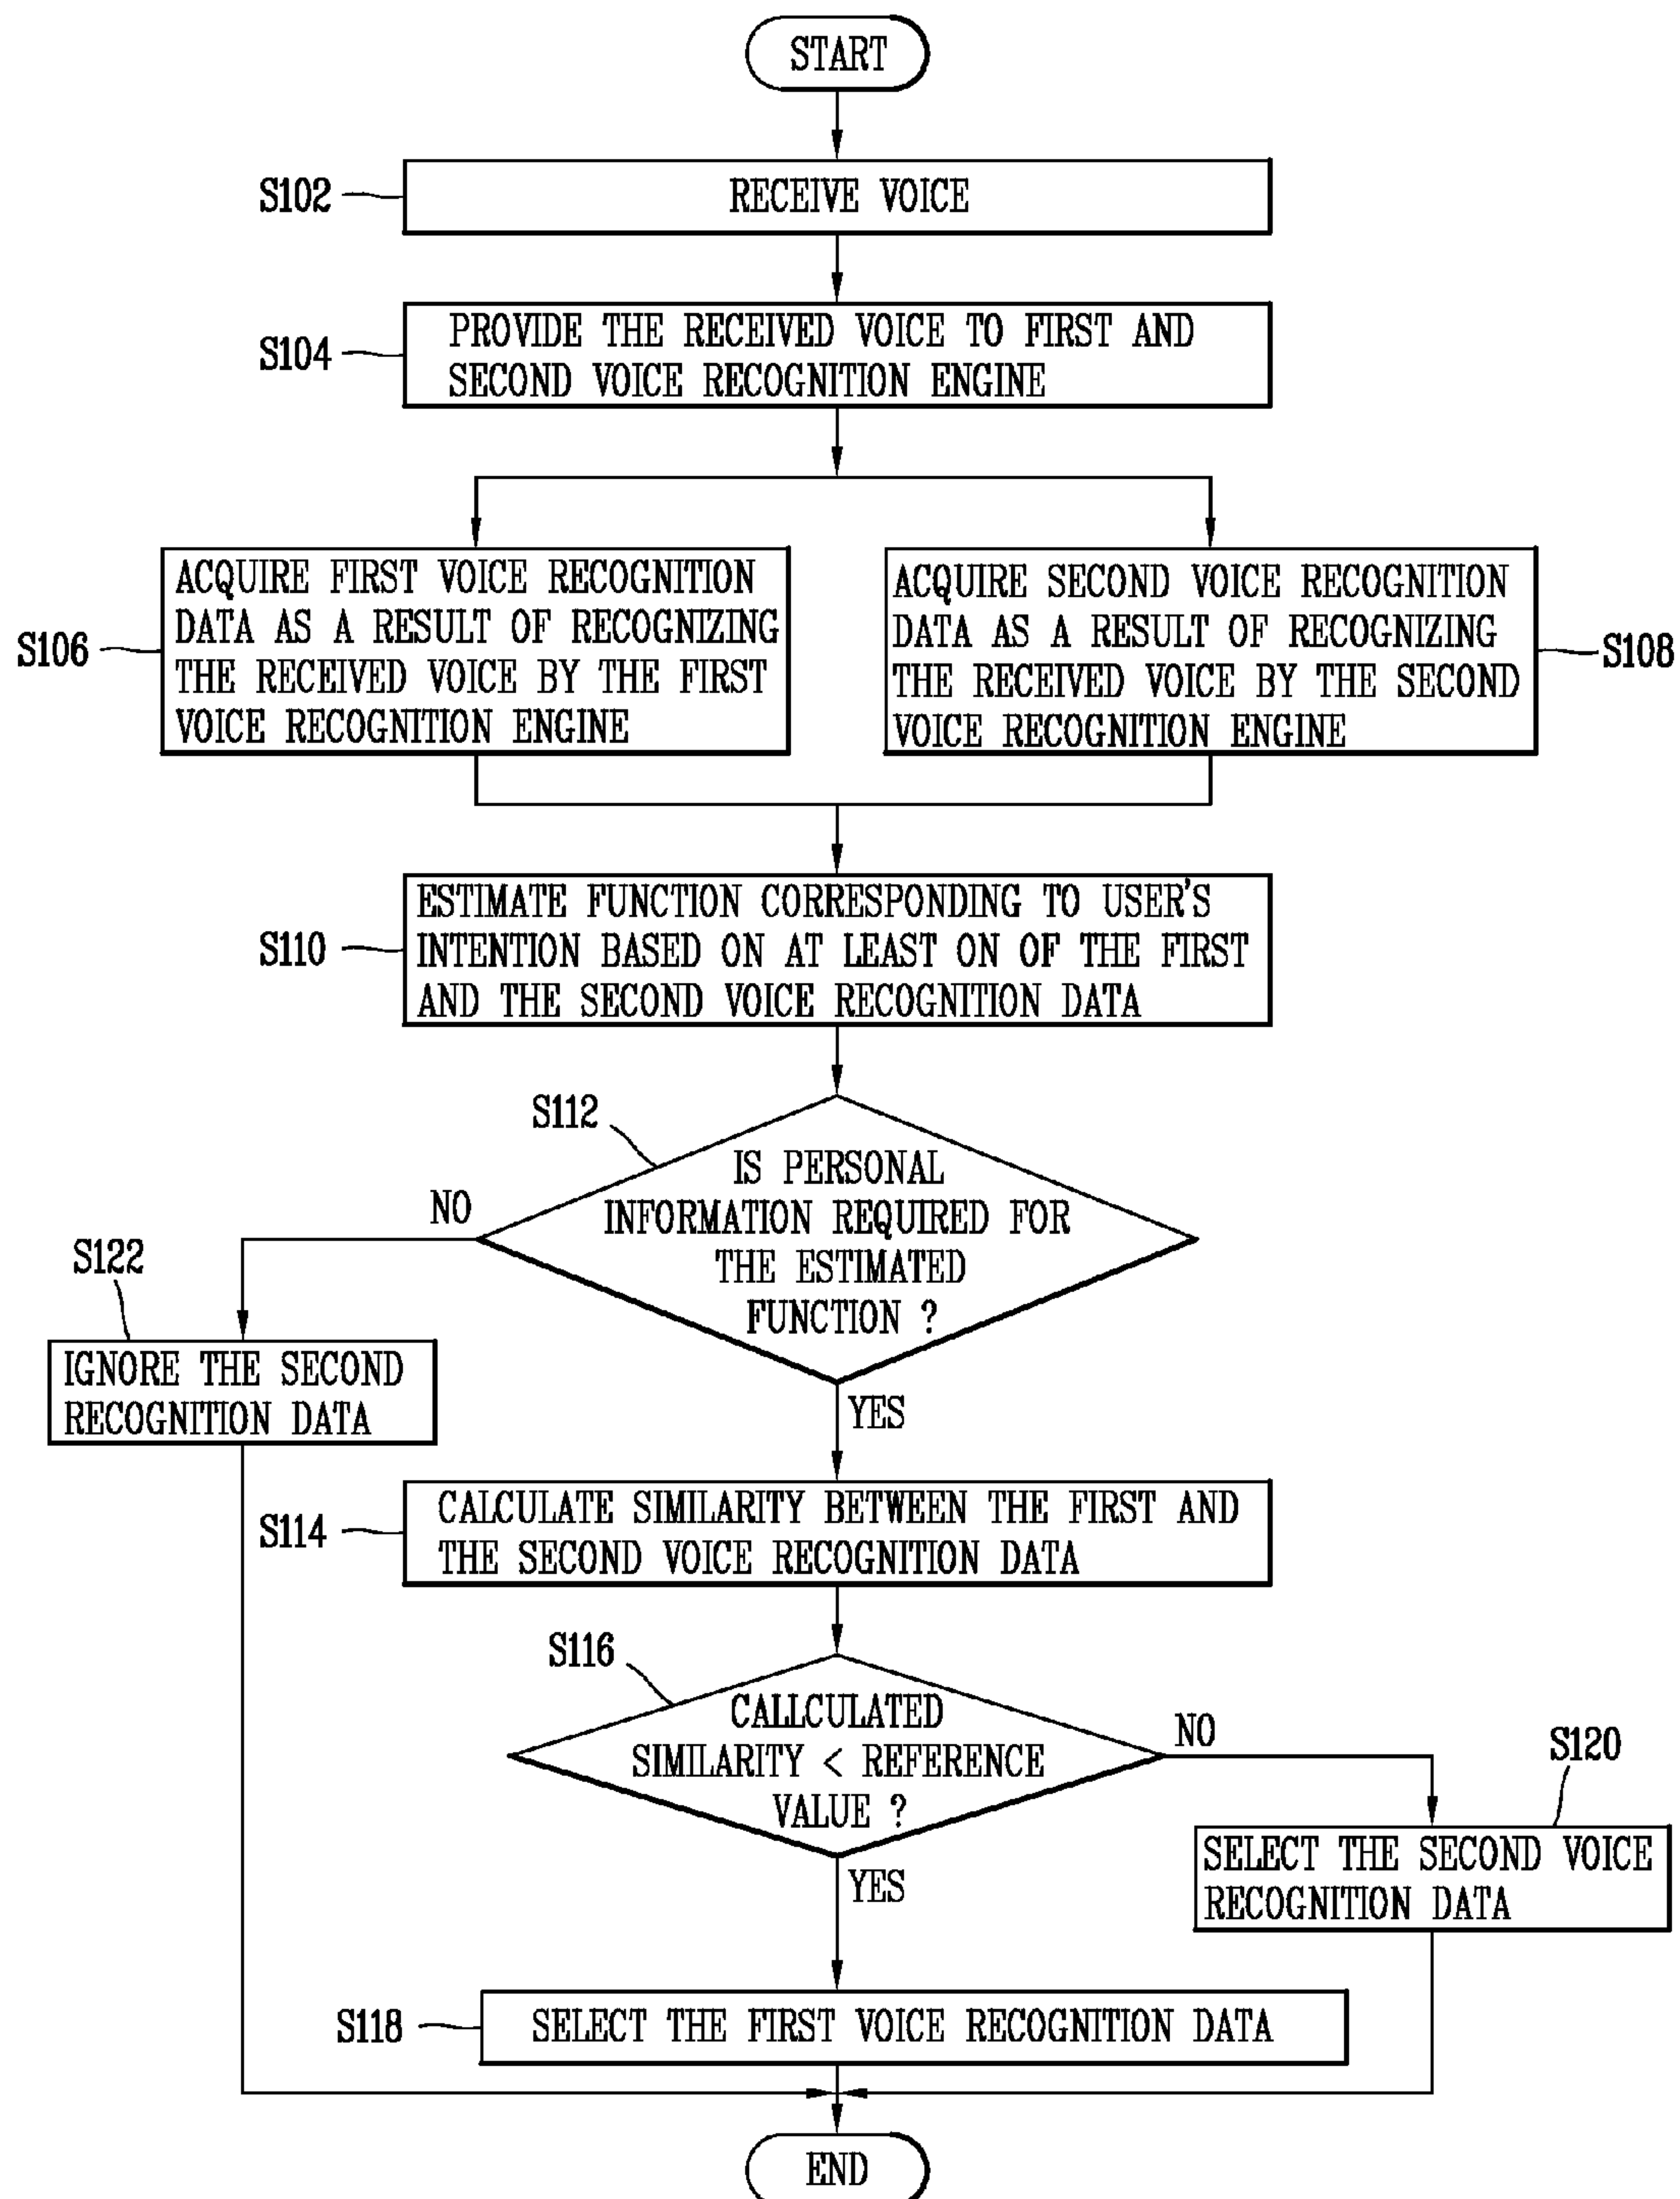 START
S102
RECEIVE VOICE
S104
PROVIDE THE RECEIVED VOICE TO FIRST AND
SECOND VOICE RECOGNITION ENGINE
S106
ACQUIRE FIRST VOICE RECOGNITION
DATA AS A RESULT OF RECOGNIZING
THE RECEIVED VOICE BY THE FIRST
VOICE RECOGNITION ENGINE
ACQUIRE SECOND VOICE RECOGNITION
DATA AS A RESULT OF RECOGNIZING
THE RECEIVED VOICE BY THE SECOND
VOICE RECOGNITION ENGINE
S108
S110
ESTIMATE FUNCTION CORRESPONDING TO USER'S
INTENTION BASED ON AT LEAST ON OF THE FIRST
AND THE SECOND VOICE RECOGNITION DATA
S112
IS PERSONAL
INFORMATION REQUIRED FOR
THE ESTIMATED
FUNCTION ?
NO
S122
IGNORE THE SECOND
RECOGNITION DATA
YES
S114
CALCULATE SIMILARITY BETWEEN THE FIRST AND
THE SECOND VOICE RECOGNITION DATA
S116
CALLCULATED
SIMILARITY < REFERENCE
VALUE ?
NO
S120
SELECT THE SECOND VOICE
RECOGNITION DATA
YES
S118
SELECT THE FIRST VOICE RECOGNITION DATA
END